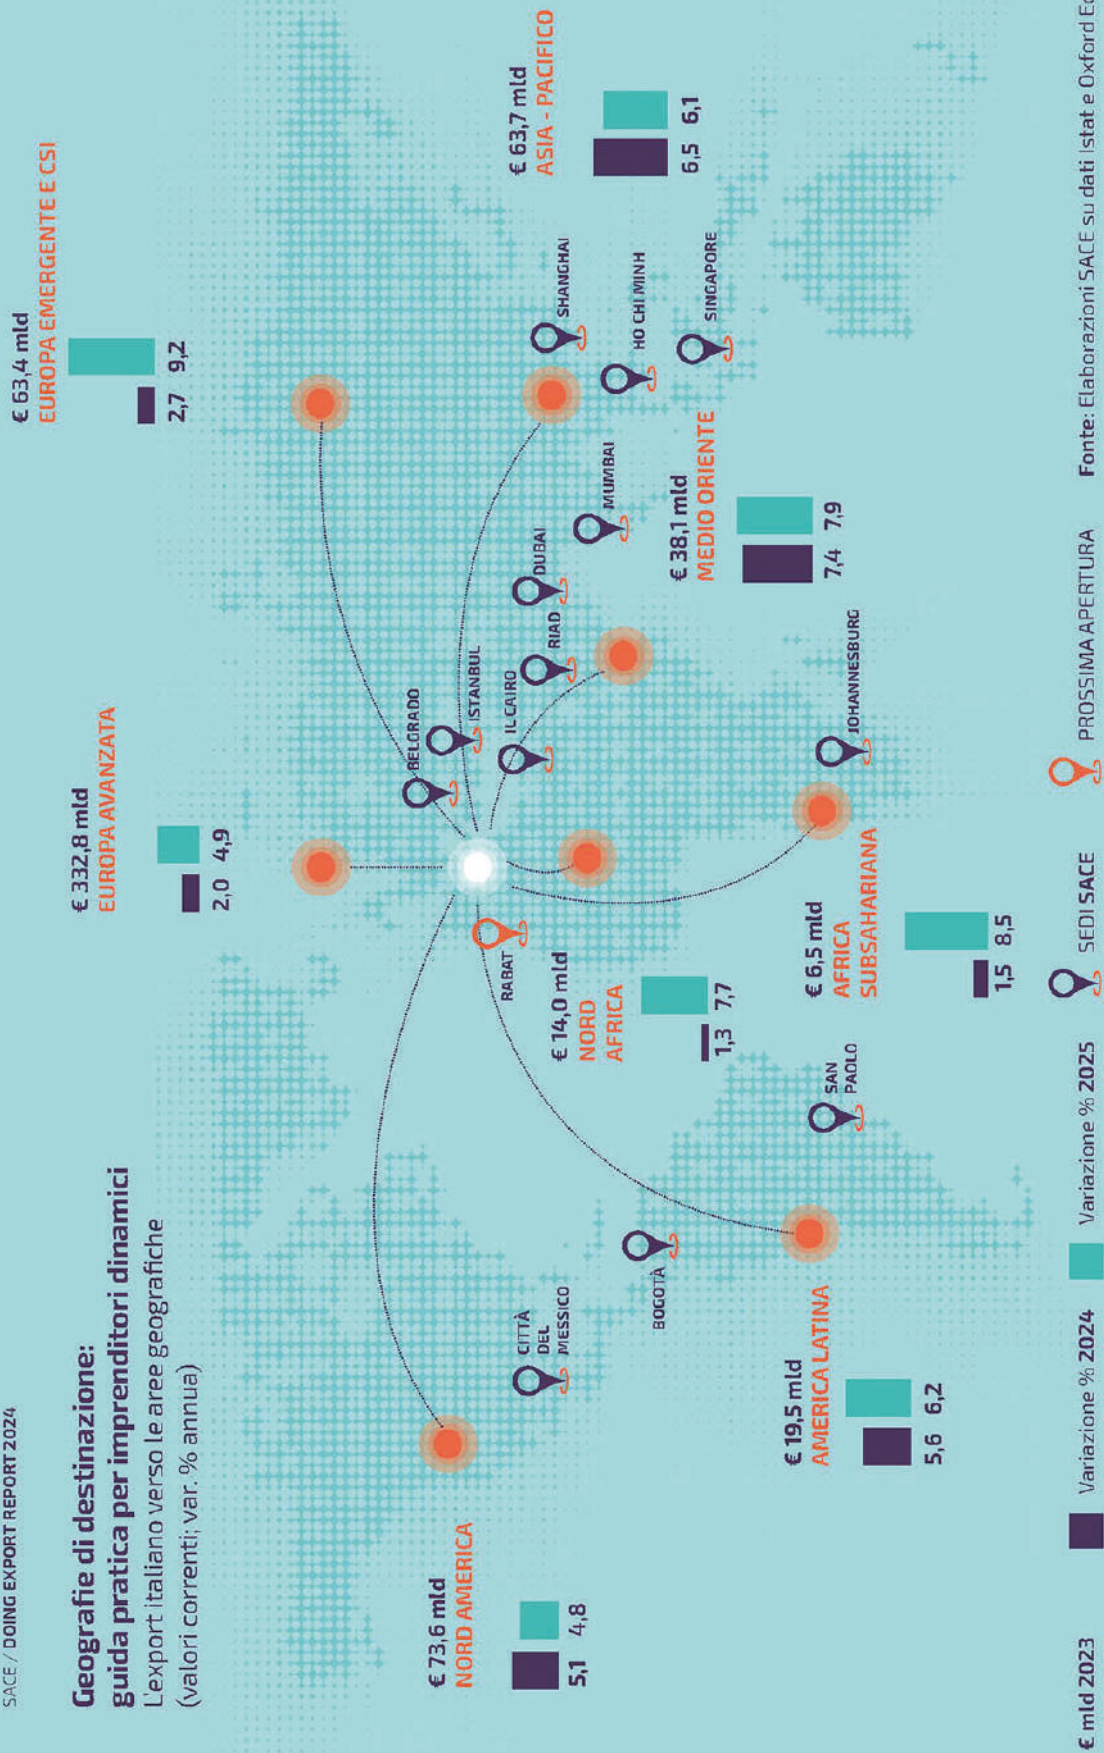 SACE / DOING EXPORT REPORT 2024
Geografie di destinazione:
guida pratica per imprenditori dinamici
L'export italiano verso le aree geografiche
(valori correnti; var. % annua)
€ 73,6 mld
NORD AMERICA
5,1 4,8
CITTÀ
DEL
MESSICO
BOGOTÀ
€ 19,5 mld
AMERICA LATINA
5,6 6,2
SAN
PAOLO
€ 332,8 mld
EUROPA AVANZATA
2,0 4,9
RABAT
€ 14,0 mld
NORD
AFRICA
1,3 7,7
€ 6,5 mld
AFRICA
SUBSAHARIANA
1,5 8,5
BELGRADO
ISTANBUL
IL CAIRO
RIAD
DUBAI
MUMBAI
JOHANNESBURG
€ 38,1 mld
MEDIO ORIENTE
7,4 7,9
€ 63,4 mld
EUROPA EMERGENTE E CSI
2,7 9,2
SHANGHAI
HO CHI MINH
SINGAPORE
€ 63,7 mld
ASIA - PACIFICO
6,5 6,1
€ mld 2023
Variazione % 2024
Variazione % 2025
SEDI SACE
PROSSIMA APERTURA
Fonte: Elaborazioni SACE su dati Istat e Oxford